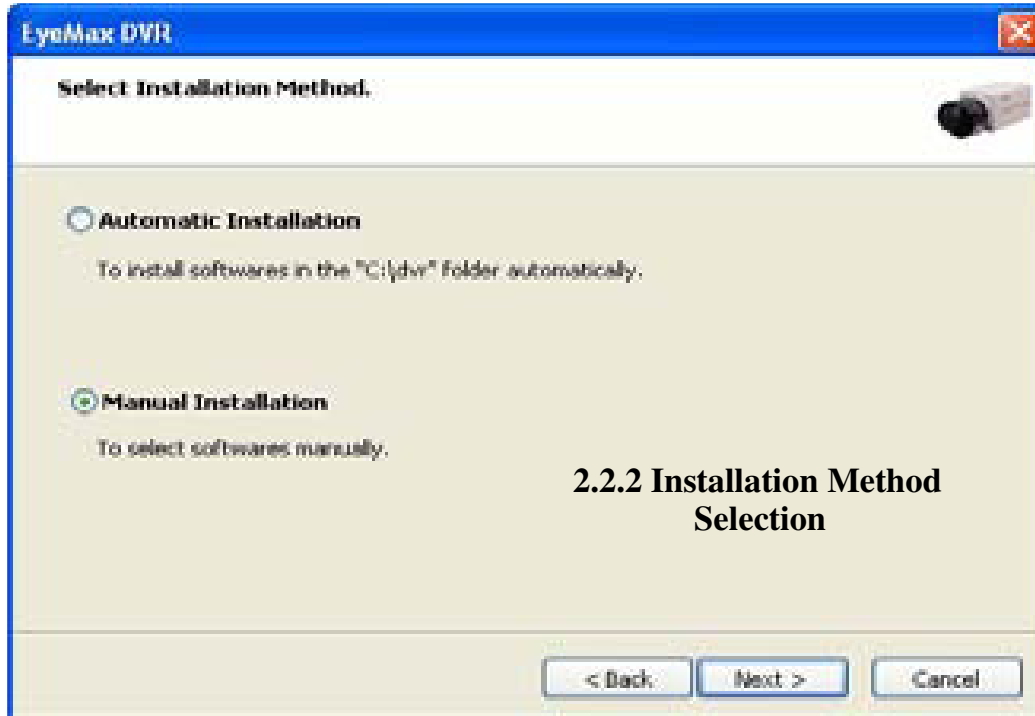 EyeMax DVR
Select Installation Method.
Automatic Installation
To install softwares in the "C:\dvr" folder automatically.
Manual Installation
To select softwares manually.
2.2.2 Installation Method
Selection
< Back
Next >
Cancel